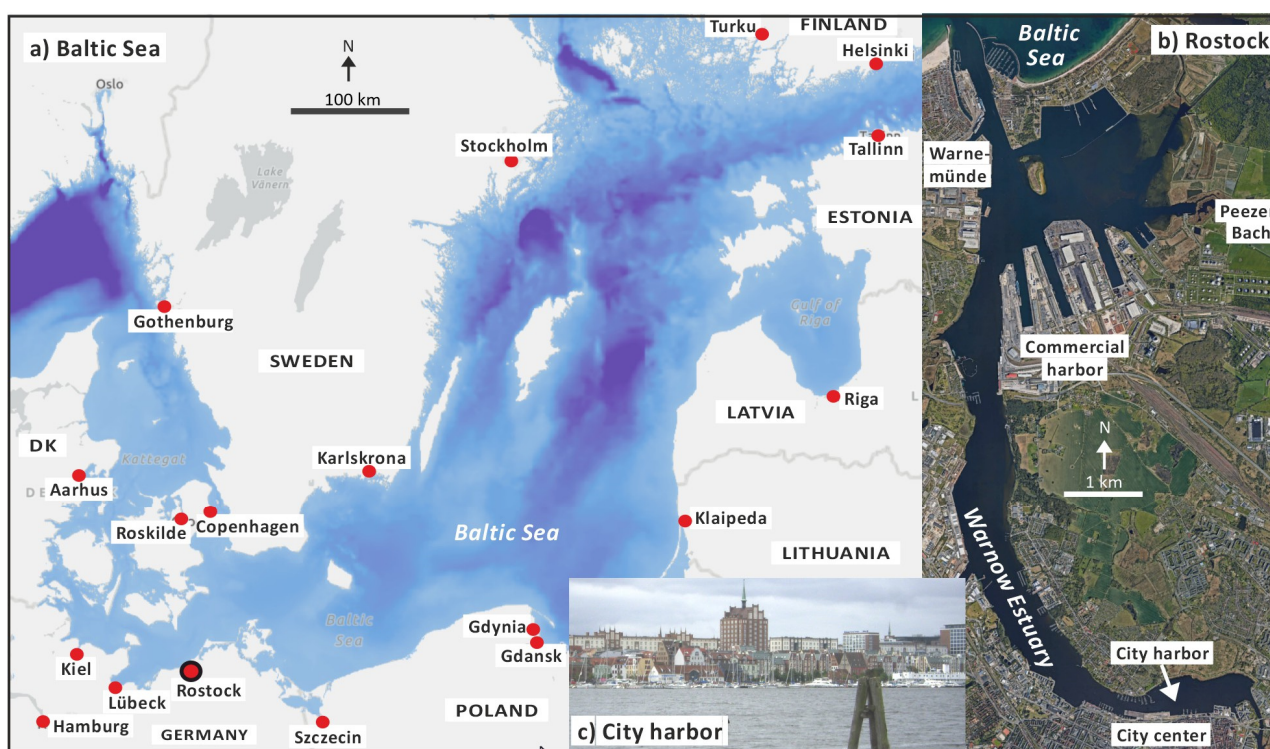 a) Baltic Sea
N
100 km
Oslo
Lake
Vänern
Turku
FINLAND
Helsinki
Stockholm
Tallinn
ESTONIA
Gothenburg
SWEDEN
Gulf of
Riga
Riga
LATVIA
DK
Kattegat
Karlskrona
Aarhus
Roskilde
Copenhagen
Klaipeda
Baltic Sea
LITHUANIA
Baltic
Sea
Gdynia
Gdansk
Kiel
Rostock
Lübeck
Hamburg
GERMANY
Szczecin
POLAND
c) City harbor
Baltic
Sea
b) Rostock
Warne-
münde
Peezer
Bach
Commercial
harbor
N
1 km
Warnow Estuary
City harbor
City center